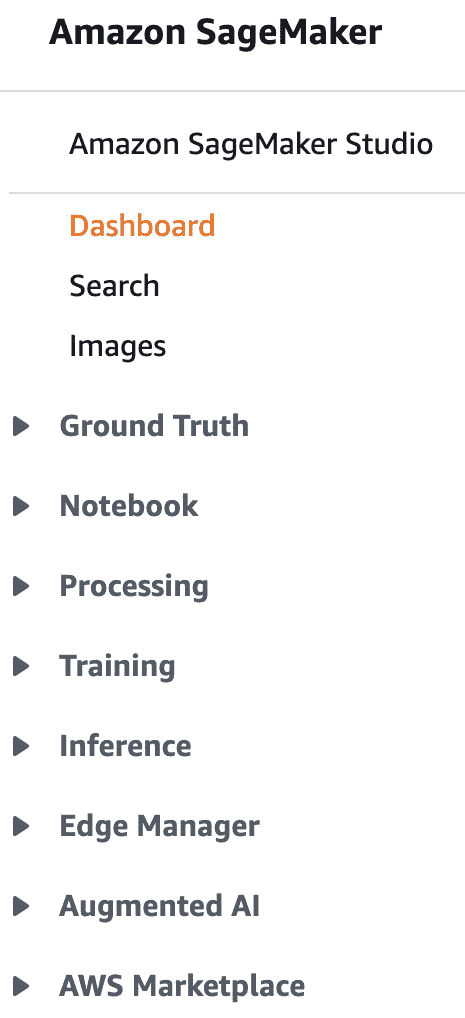 Amazon SageMaker
Amazon SageMaker Studio
Dashboard
Search
Images
Ground Truth
Notebook
Processing
Training
Inference
Edge Manager
Augmented AI
AWS Marketplace